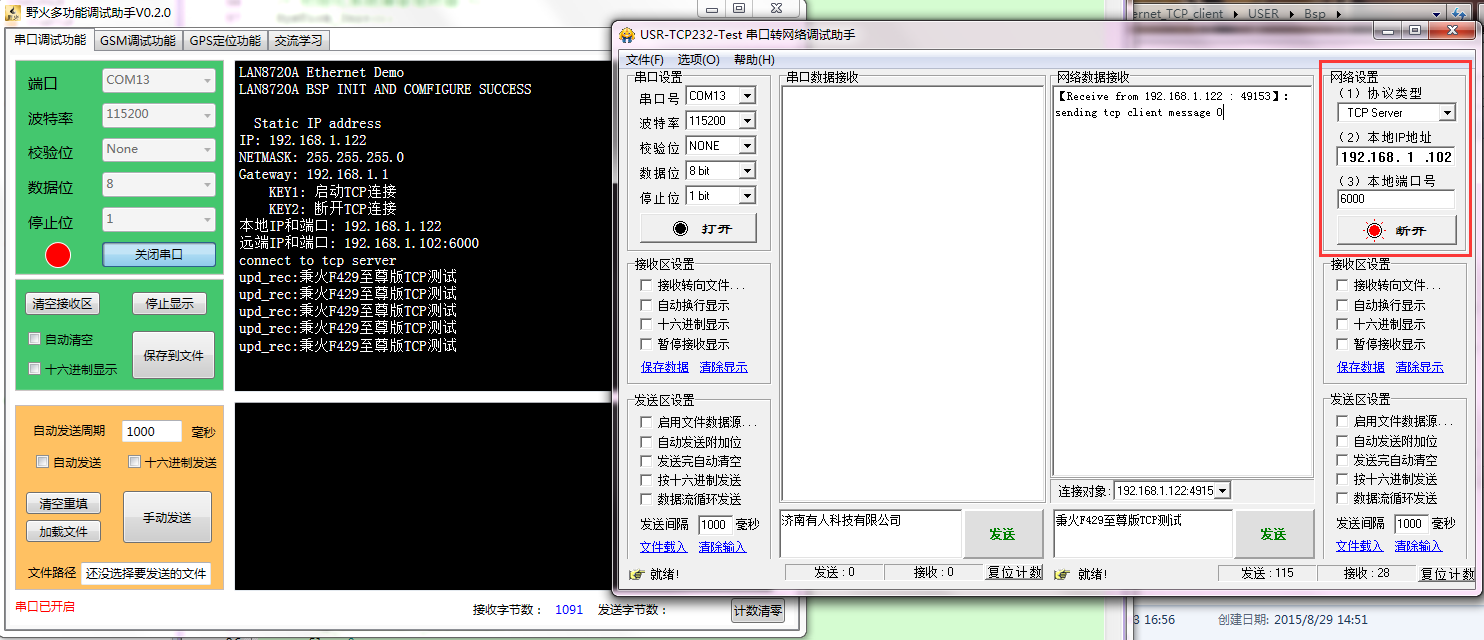 野火多功能调试助手V0.2.0
串口调试功能 GSM调试功能 GPS定位功能 交流学习
端口 COM13
波特率 115200
校验位 None
数据位 8
停止位 1
关闭串口
清空接收区 停止显示
自动清空
保存到文件
十六进制显示
自动发送周期 1000 毫秒
自动发送 十六进制发送
清空重填
手动发送
加载文件
文件路径 还没选择要发送的文件
串口已开启
LAN8720A Ethernet Demo
LAN8720A BSP INIT AND COMFIGURE SUCCESS
Static IP address
IP: 192.168.1.122
NETMASK: 255.255.255.0
Gateway: 192.168.1.1
KEY1: 启动TCP连接
KEY2: 断开TCP连接
本地IP和端口: 192.168.1.122
远端IP和端口: 192.168.1.102:6000
connect to tcp server
upd_rec:秉火F429至尊版TCP测试
upd_rec:秉火F429至尊版TCP测试
upd_rec:秉火F429至尊版TCP测试
upd_rec:秉火F429至尊版TCP测试
upd_rec:秉火F429至尊版TCP测试
接收字节数： 1091 发送字节数： 计数清零
ernet_TCP_client USER Bsp
USR-TCP232-Test 串口转网络调试助手
文件(F) 选项(O) 帮助(H)
串口设置
串口号 COM13
波特率 115200
校验位 NONE
数据位 8 bit
停止位 1 bit
打开
接收区设置
接收转向文件...
自动换行显示
十六进制显示
暂停接收显示
保存数据 清除显示
发送区设置
启用文件数据源...
自动发送附加位
发送完自动清空
按十六进制发送
数据流循环发送
发送间隔 1000 毫秒
文件载入 清除输入
就绪!
串口数据接收
济南有人科技有限公司
发送
发送 : 0 接收 : 0 复位计数
网络数据接收
【Receive from 192.168.1.122 : 49153】:
sending tcp client message 0
连接对象: 192.168.1.122:4915
秉火F429至尊版TCP测试
发送
就绪!
发送 : 115 接收 : 28 复位计数
网络设置
(1) 协议类型
TCP Server
(2) 本地IP地址
192.168. 1 .102
(3) 本地端口号
6000
断开
接收区设置
接收转向文件...
自动换行显示
十六进制显示
暂停接收显示
保存数据 清除显示
发送区设置
启用文件数据源...
自动发送附加位
发送完自动清空
按十六进制发送
数据流循环发送
发送间隔 1000 毫秒
文件载入 清除输入
3 16:56 创建日期: 2015/8/29 14:51